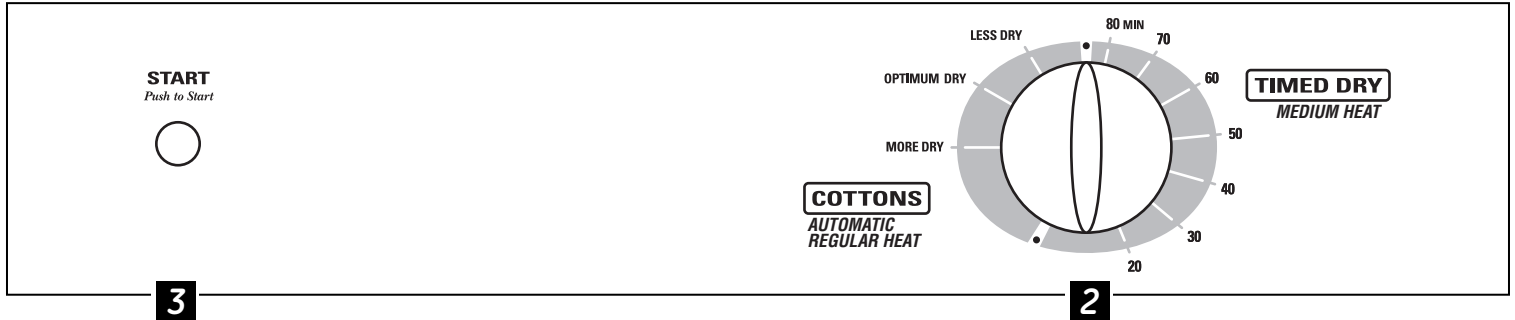 START
Push to Start
LESS DRY
OPTIMUM DRY
MORE DRY
COTTONS
AUTOMATIC
REGULAR HEAT
80 MIN
70
60
50
40
30
20
TIMED DRY
MEDIUM HEAT
3
2